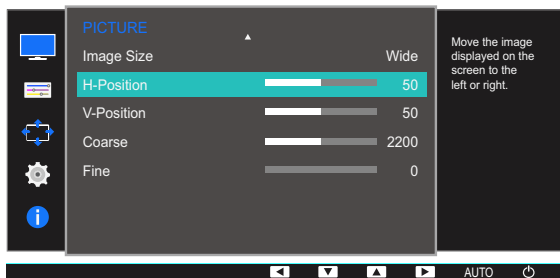 PICTURE
Image Size Wide
H-Position 50
V-Position 50
Coarse 2200
Fine 0
Move the image
displayed on the
screen to the
left or right.
i
AUTO